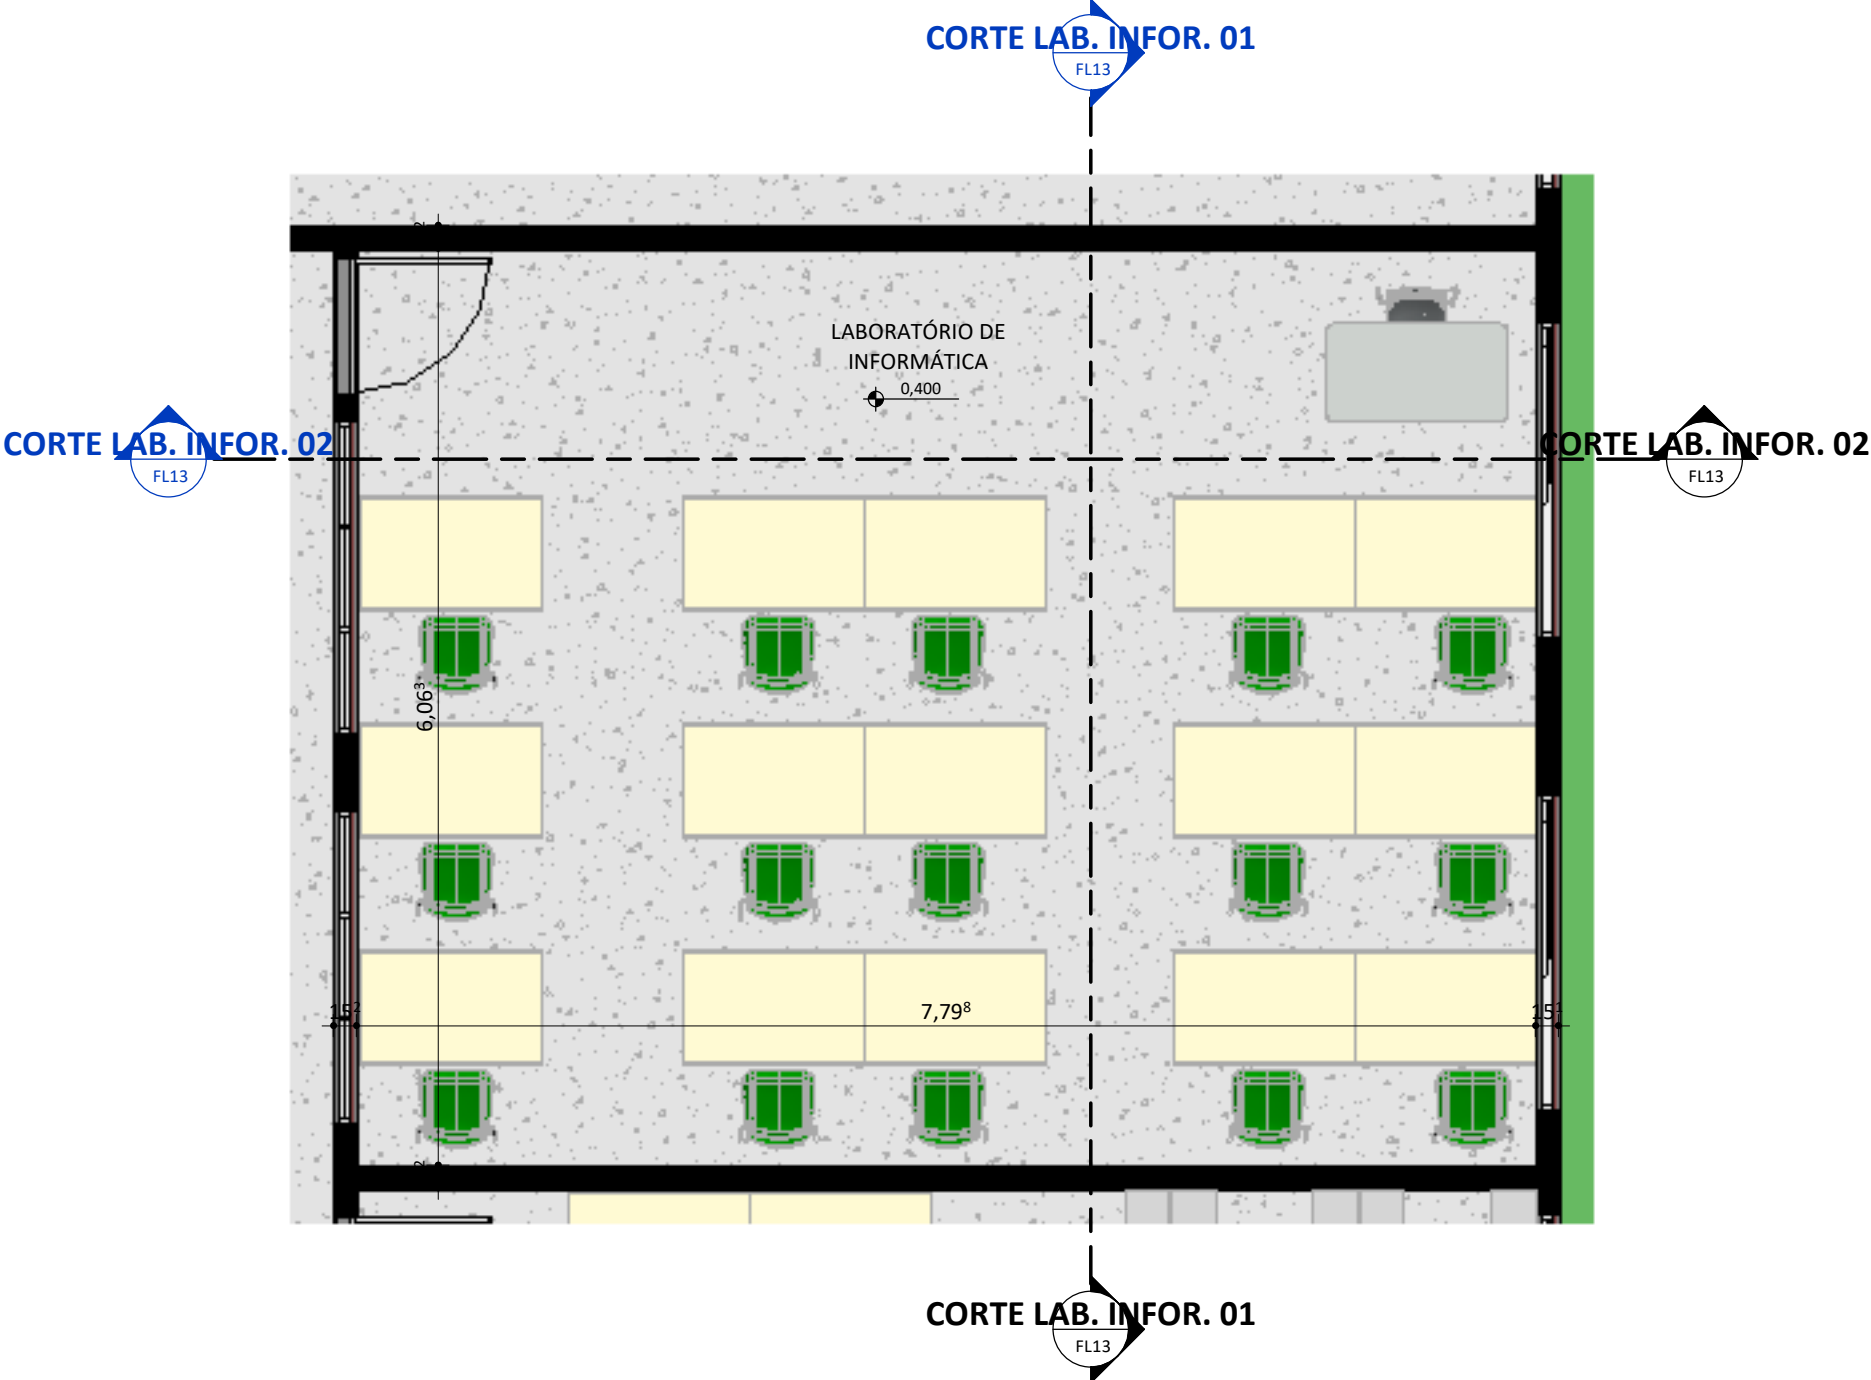 CORTE LAB. INFOR. 01
FL13
LABORATÓRIO DE
INFORMÁTICA
0,400
CORTE LAB. INFOR. 02
FL13
CORTE LAB. INFOR. 02
FL13
6,06³
15²
7,79⁸
15¹
CORTE LAB. INFOR. 01
FL13